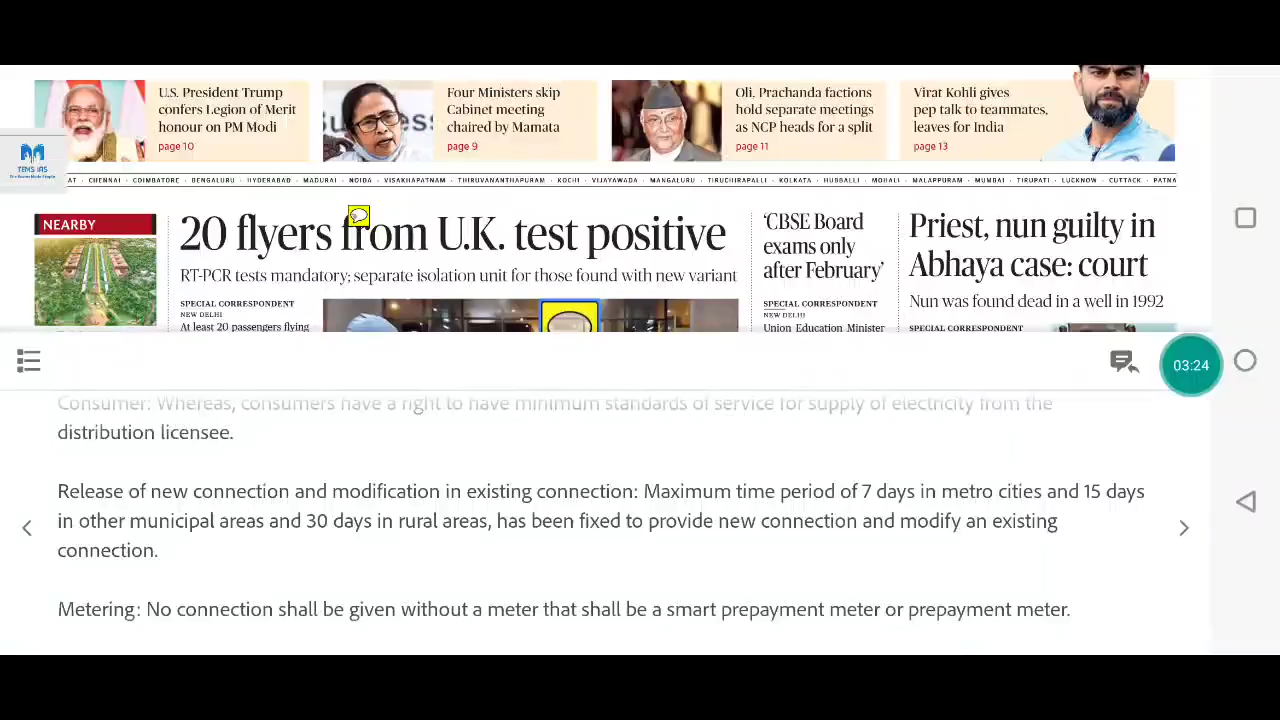 U.S. President Trump
confers Legion of Merit
honour on PM Modi
page 10
Four Ministers skip
Cabinet meeting
chaired by Mamata
page 9
Oli, Prachanda factions
hold separate meetings
as NCP heads for a split
page 11
Virat Kohli gives
pep talk to teammates,
leaves for India
page 13
TENS IAS
AT · CHENNAI · COIMBATORE · BENGALURU · HYDERABAD · MADURAI · NOIDA · VISAKHAPATNAM · THIRUVANANTHAPURAM · KOCHI · VIJAYAWADA · MANGALURU · TIRUCHIRAPALLI · KOLKATA · HUBBALLI · MOHALI · MALAPPURAM · MUMBAI · TIRUPATI · LUCKNOW · CUTTACK · PATNA
NEARBY
20 flyers from U.K. test positive
RT-PCR tests mandatory; separate isolation unit for those found with new variant
SPECIAL CORRESPONDENT
NEW DELHI
At least 20 passengers flying
‘CBSE Board
exams only
after February’
SPECIAL CORRESPONDENT
NEW DELHI
Union Education Minister
Priest, nun guilty in
Abhaya case: court
Nun was found dead in a well in 1992
SPECIAL CORRESPONDENT
03:24
Consumer: Whereas, consumers have a right to have minimum standards of service for supply of electricity from the
distribution licensee.
Release of new connection and modification in existing connection: Maximum time period of 7 days in metro cities and 15 days
in other municipal areas and 30 days in rural areas, has been fixed to provide new connection and modify an existing
connection.
Metering: No connection shall be given without a meter that shall be a smart prepayment meter or prepayment meter.